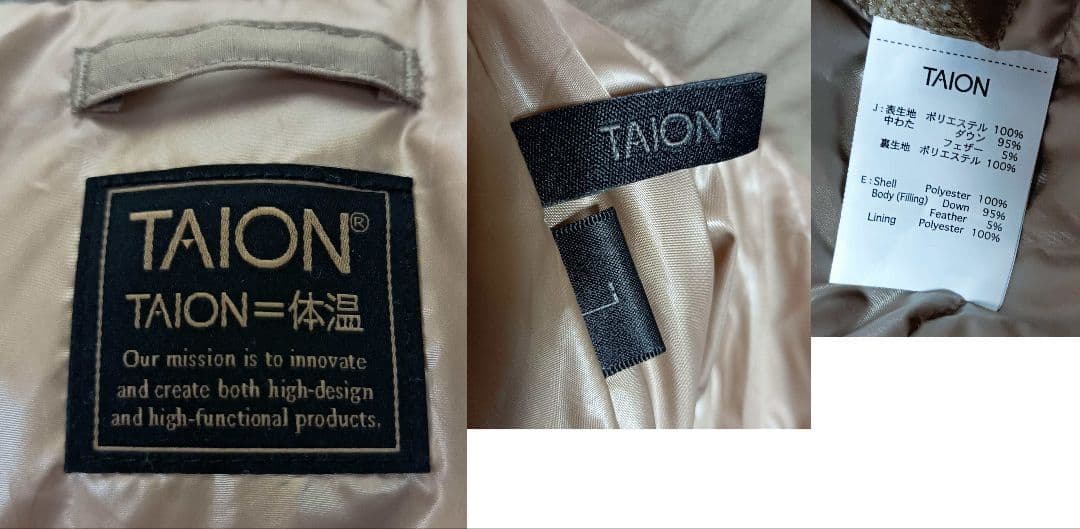 TAION®
TAION=体温
Our mission is to innovate
and create both high-design
and high-functional products.
TAION
L
TAION
J : 表生地 ポリエステル 100%
中わた ダウン 95%
フェザー 5%
裏生地 ポリエステル 100%
E : Shell Polyester 100%
Body (Filling) Down 95%
Feather 5%
Lining Polyester 100%